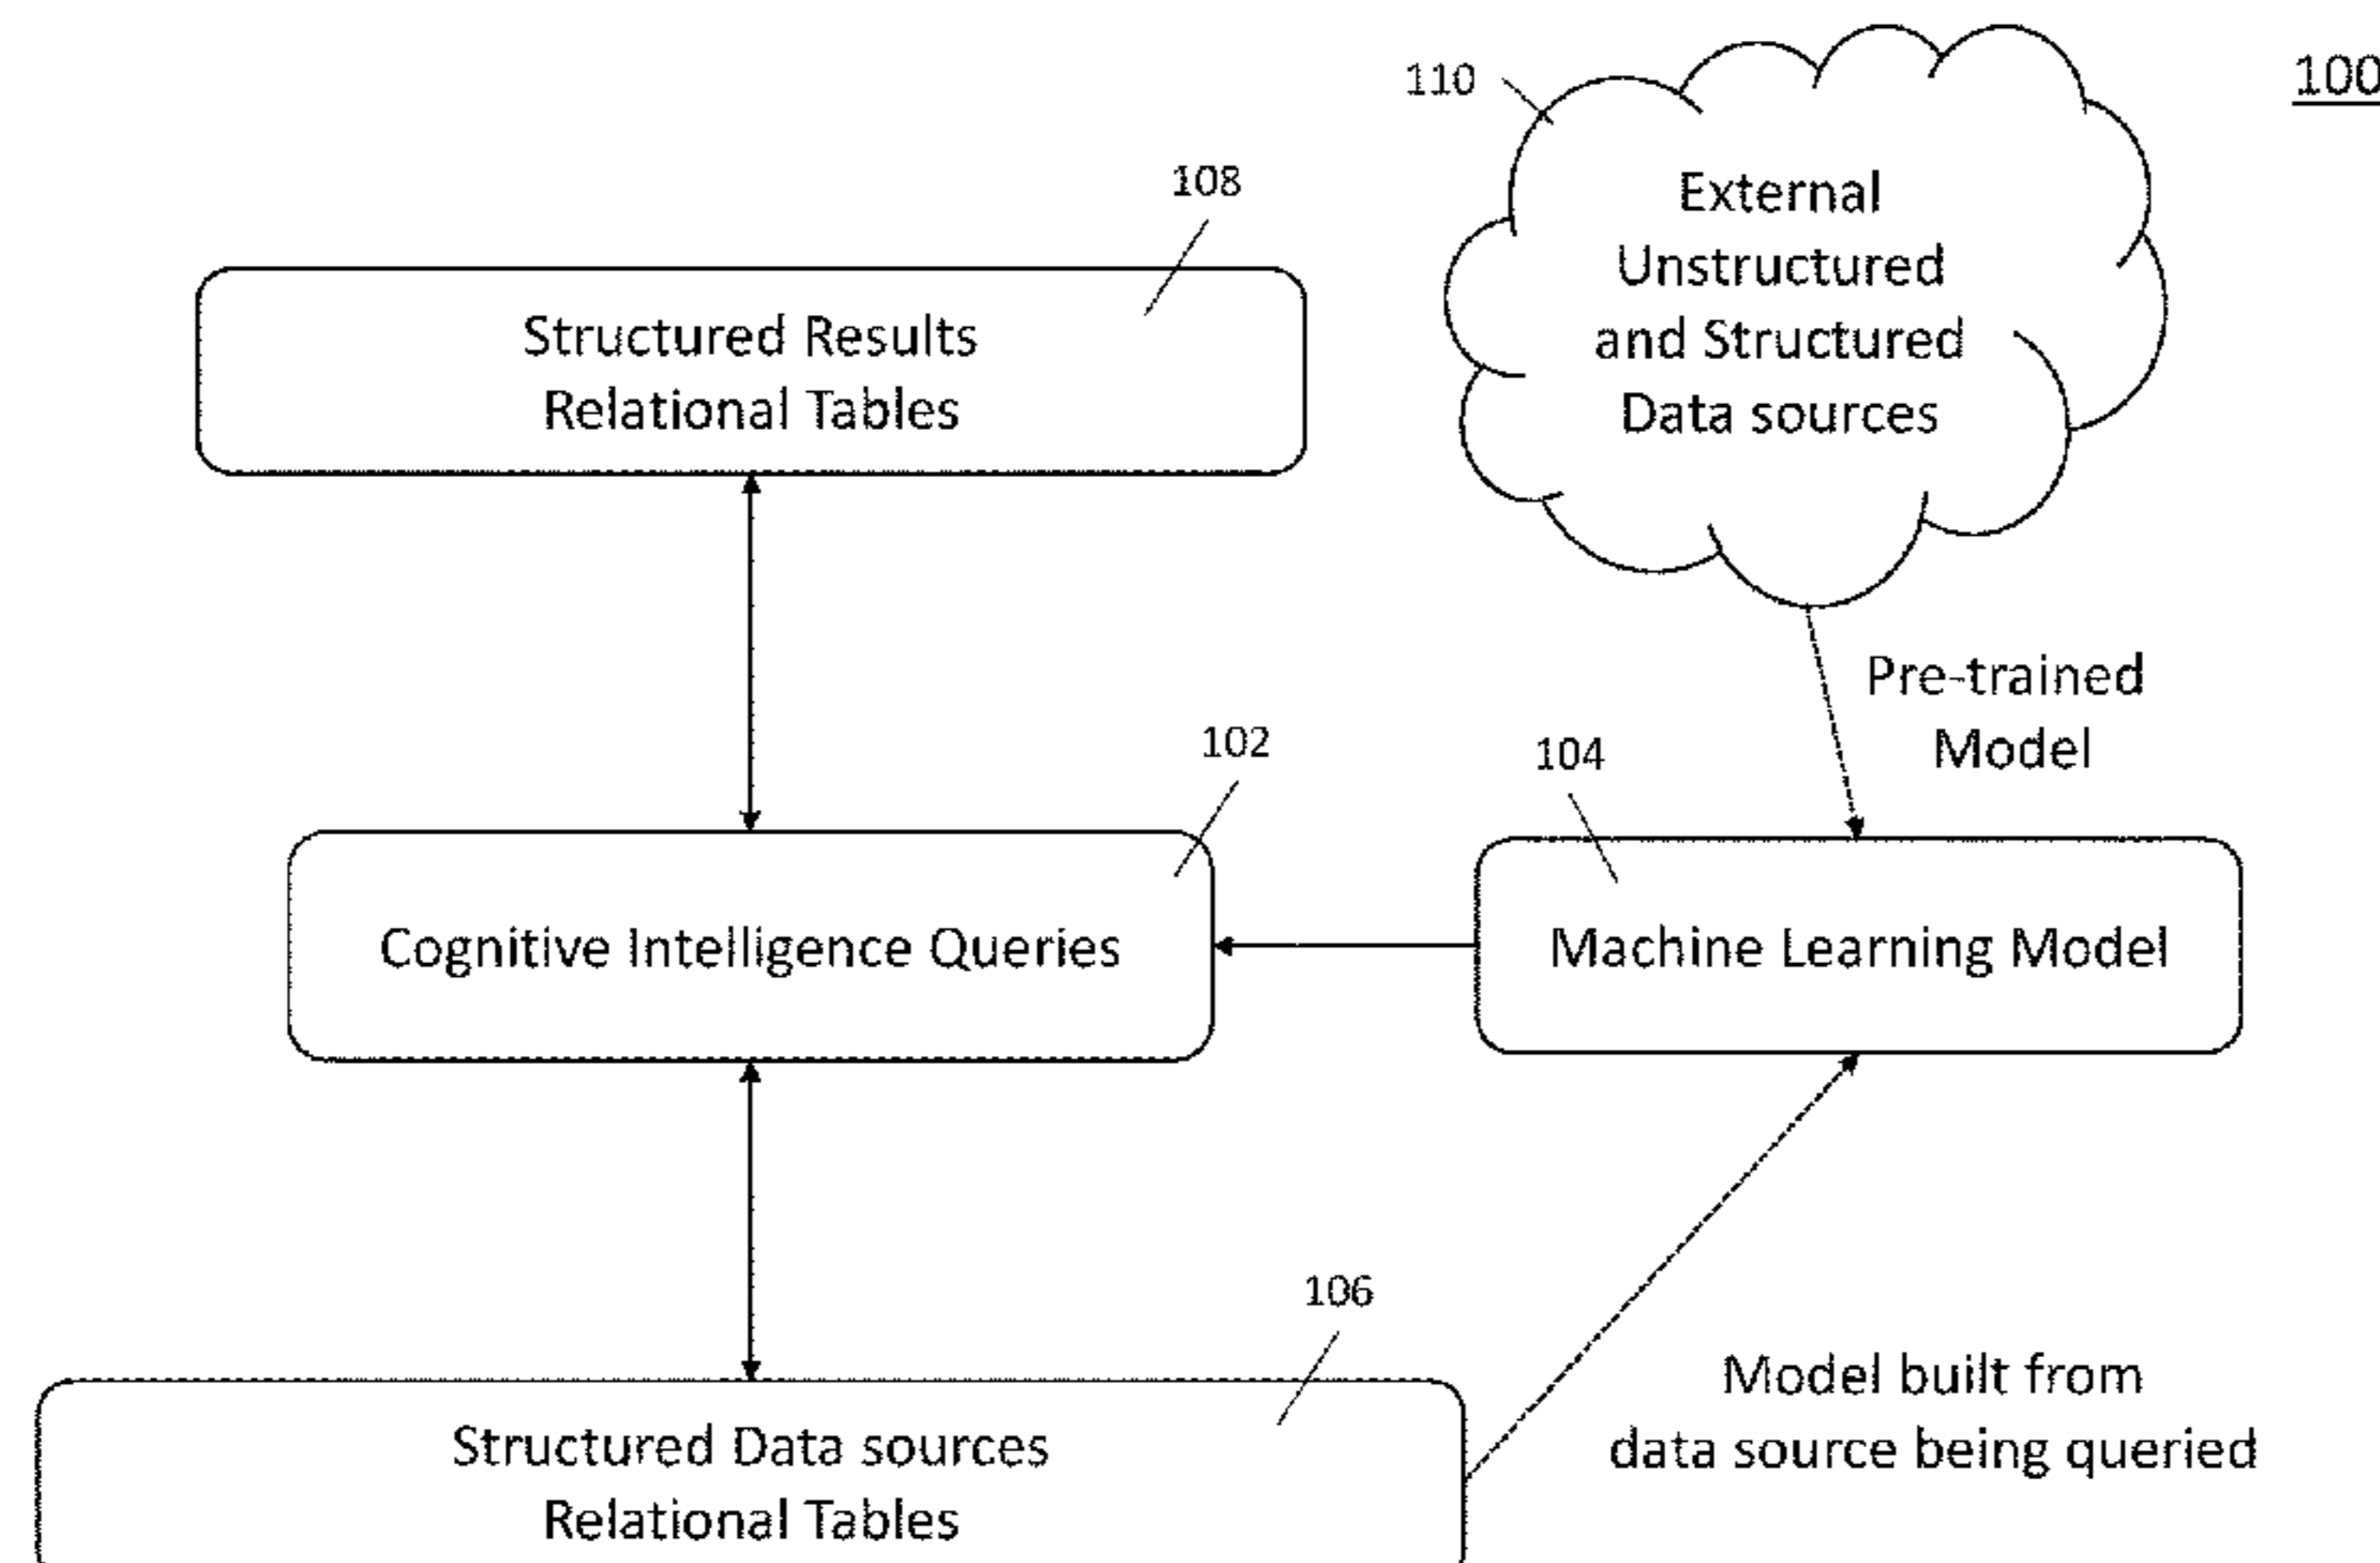 100
110
External
Unstructured
and Structured
Data sources
108
Structured Results
Relational Tables
Pre-trained
Model
102
104
Cognitive Intelligence Queries
Machine Learning Model
106
Structured Data sources
Relational Tables
Model built from
data source being queried